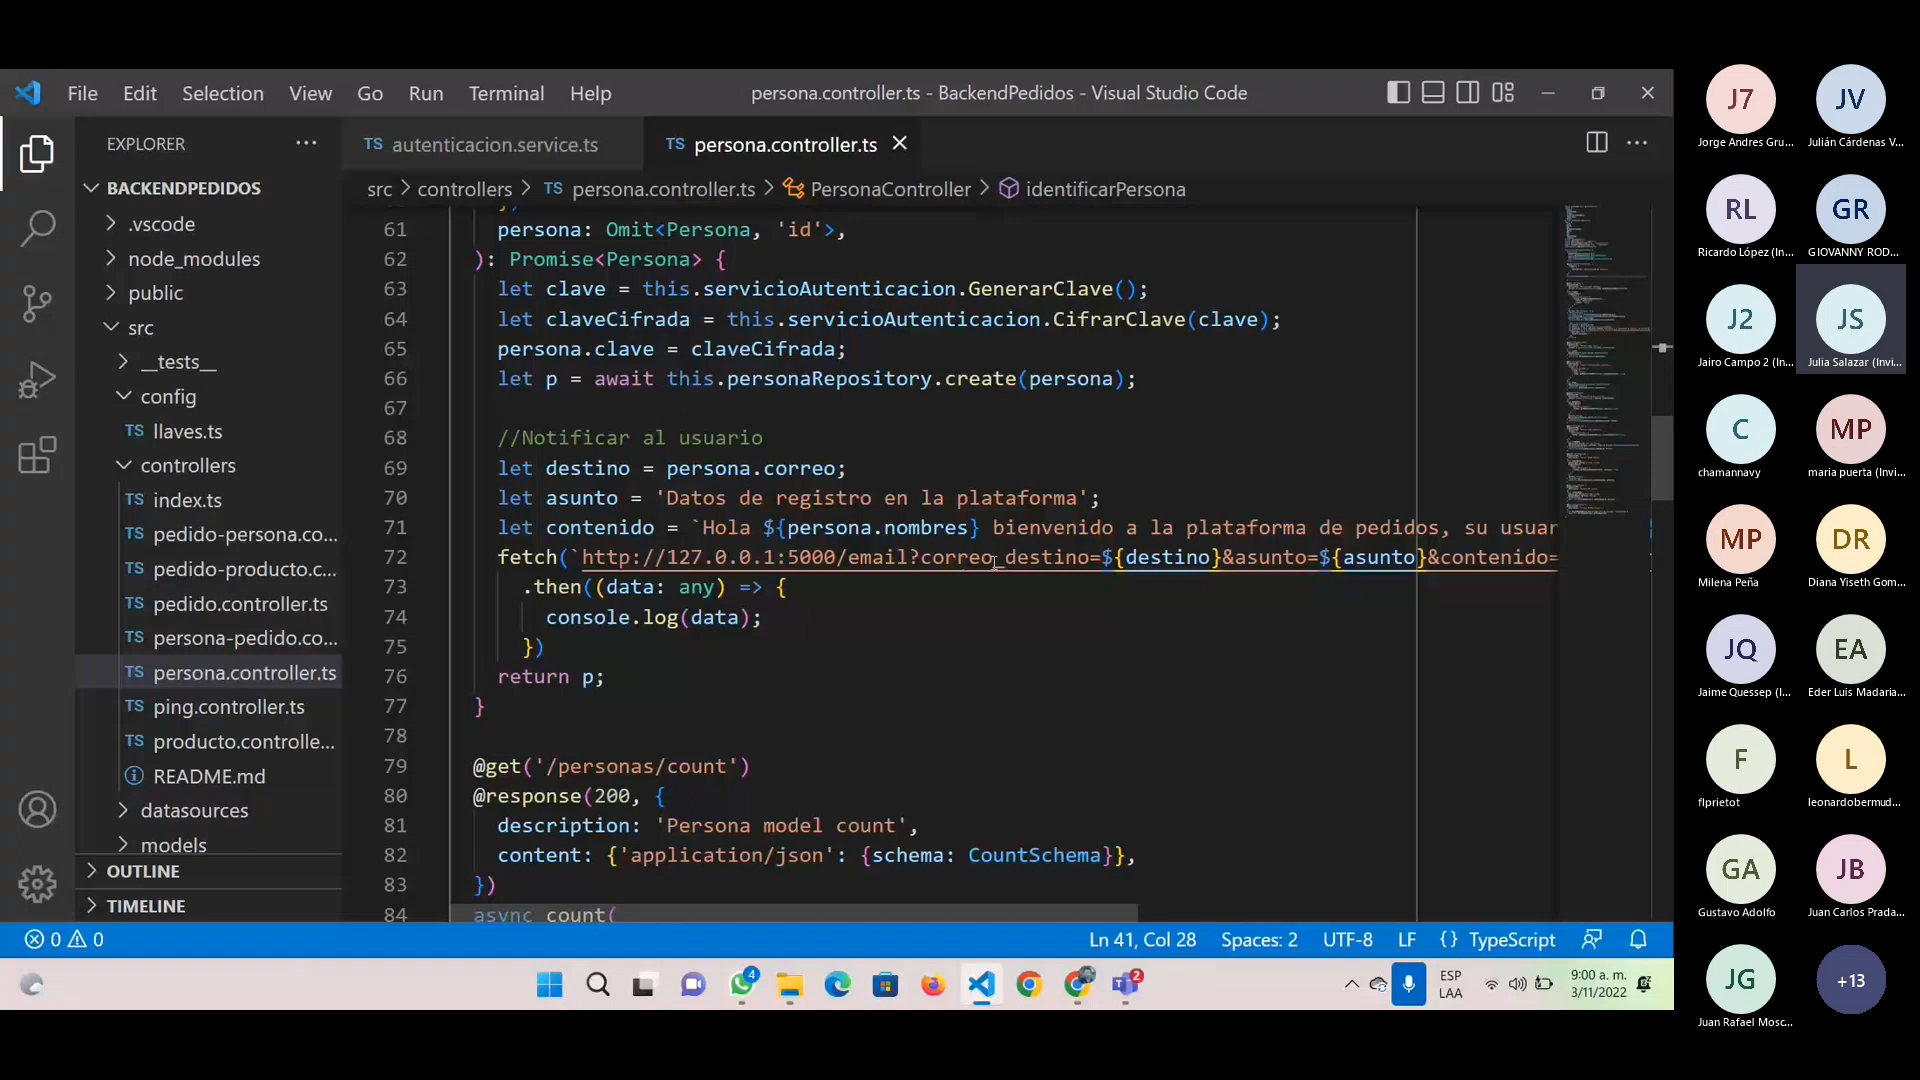 File Edit Selection View Go Run Terminal Help
persona.controller.ts - BackendPedidos - Visual Studio Code
EXPLORER
BACKENDPEDIDOS
.vscode
node_modules
public
src
__tests__
config
TS llaves.ts
controllers
TS index.ts
TS pedido-persona.co...
TS pedido-producto.c...
TS pedido.controller.ts
TS persona-pedido.co...
TS persona.controller.ts
TS ping.controller.ts
TS producto.controlle...
README.md
datasources
models
OUTLINE
TIMELINE
TS autenticacion.service.ts
TS persona.controller.ts
src > controllers > TS persona.controller.ts > PersonaController > identificarPersona
61 persona: Omit<Persona, 'id'>,
62 ): Promise<Persona> {
63 let clave = this.servicioAutenticacion.GenerarClave();
64 let claveCifrada = this.servicioAutenticacion.CifrarClave(clave);
65 persona.clave = claveCifrada;
66 let p = await this.personaRepository.create(persona);
67
68 //Notificar al usuario
69 let destino = persona.correo;
70 let asunto = 'Datos de registro en la plataforma';
71 let contenido = `Hola ${persona.nombres} bienvenido a la plataforma de pedidos, su usuar
72 fetch(`http://127.0.0.1:5000/email?correo_destino=${destino}&asunto=${asunto}&contenido=
73 .then((data: any) => {
74 console.log(data);
75 })
76 return p;
77 }
78
79 @get('/personas/count')
80 @response(200, {
81 description: 'Persona model count',
82 content: {'application/json': {schema: CountSchema}},
83 })
84 async count(
0 0
Ln 41, Col 28 Spaces: 2 UTF-8 LF {} TypeScript
4
2
ESP
LAA
9:00 a. m.
3/11/2022
J7 JV
Jorge Andres Gru... Julián Cárdenas V...
RL GR
Ricardo López (In... GIOVANNY ROD...
J2 JS
Jairo Campo 2 (In... Julia Salazar (Invi...
C MP
chamannavy maria puerta (Invi...
MP DR
Milena Peña Diana Yiseth Gom...
JQ EA
Jaime Quessep (I... Eder Luis Madaria...
F L
flprietot leonardobermud...
GA JB
Gustavo Adolfo Juan Carlos Prada...
JG +13
Juan Rafael Mosc...